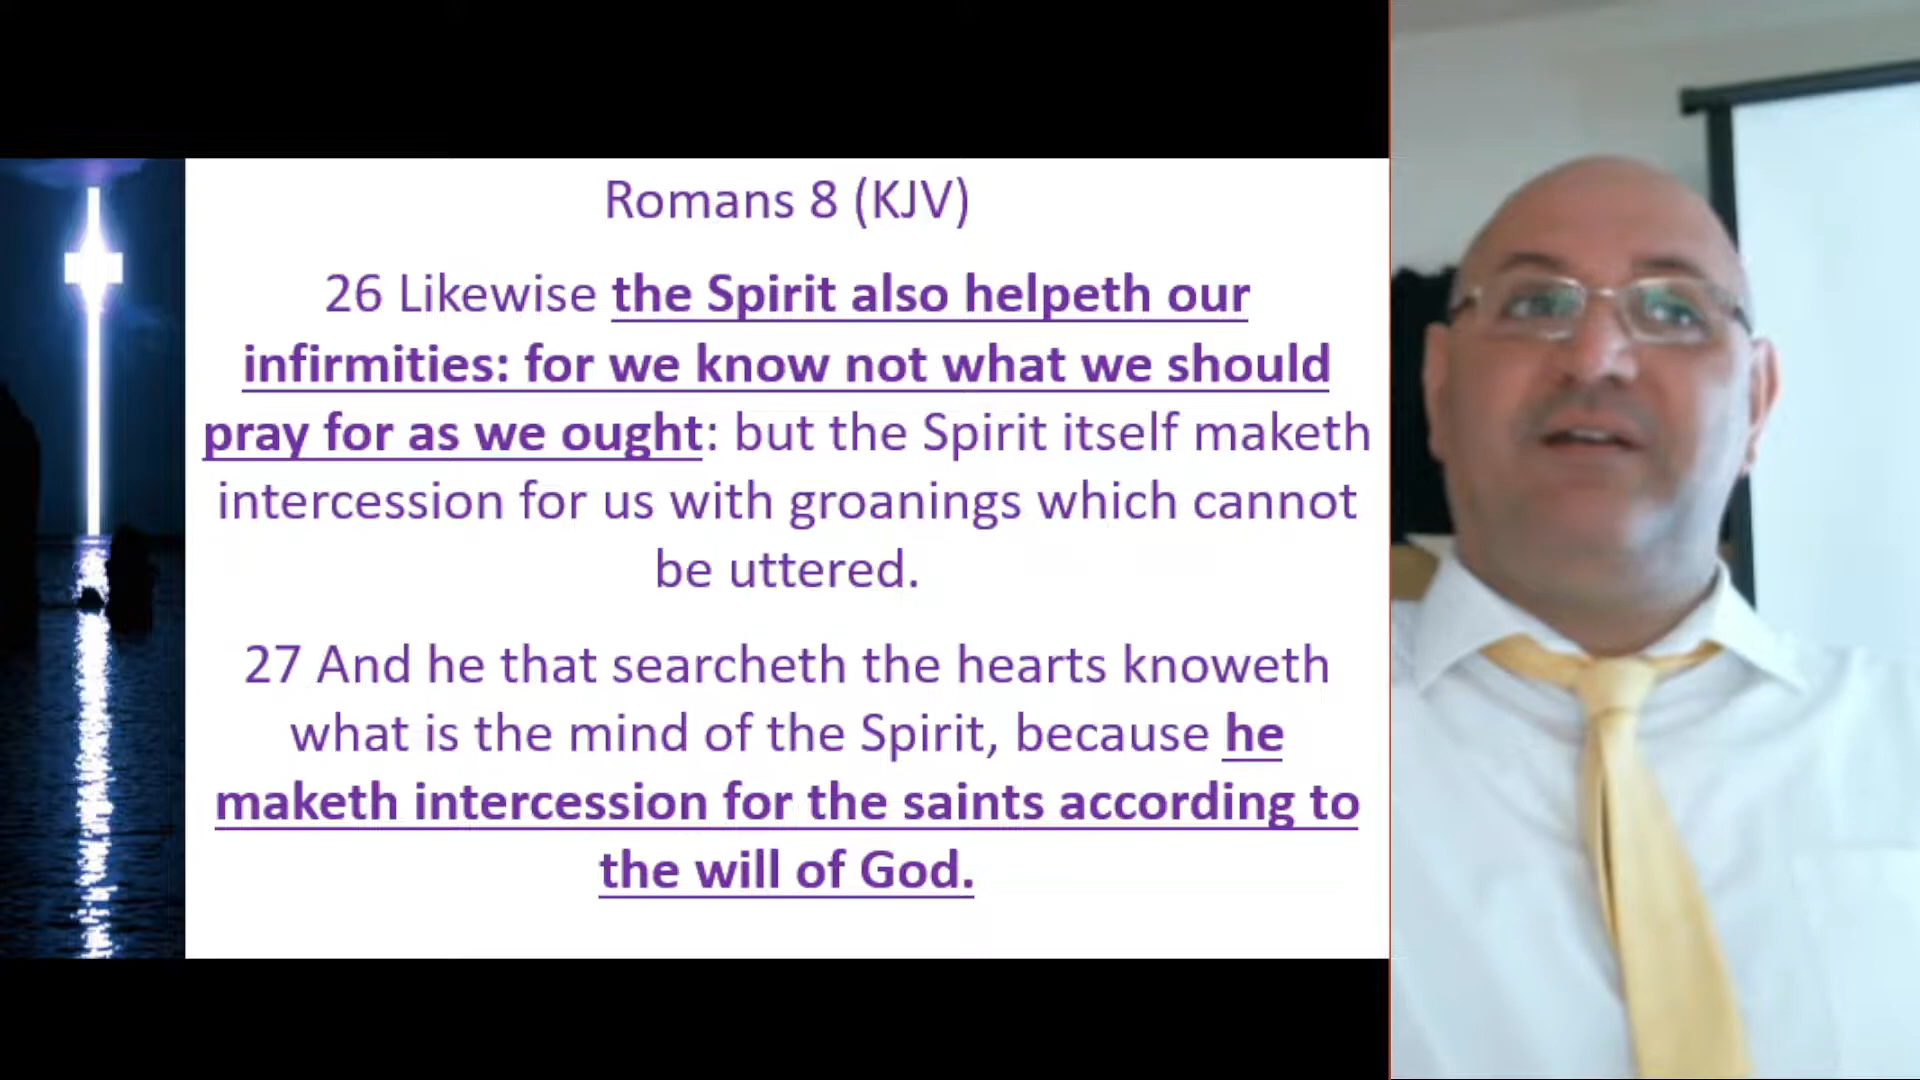 Romans 8 (KJV)
26 Likewise the Spirit also helpeth our
infirmities: for we know not what we should
pray for as we ought: but the Spirit itself maketh
intercession for us with groanings which cannot
be uttered.
27 And he that searcheth the hearts knoweth
what is the mind of the Spirit, because he
maketh intercession for the saints according to
the will of God.